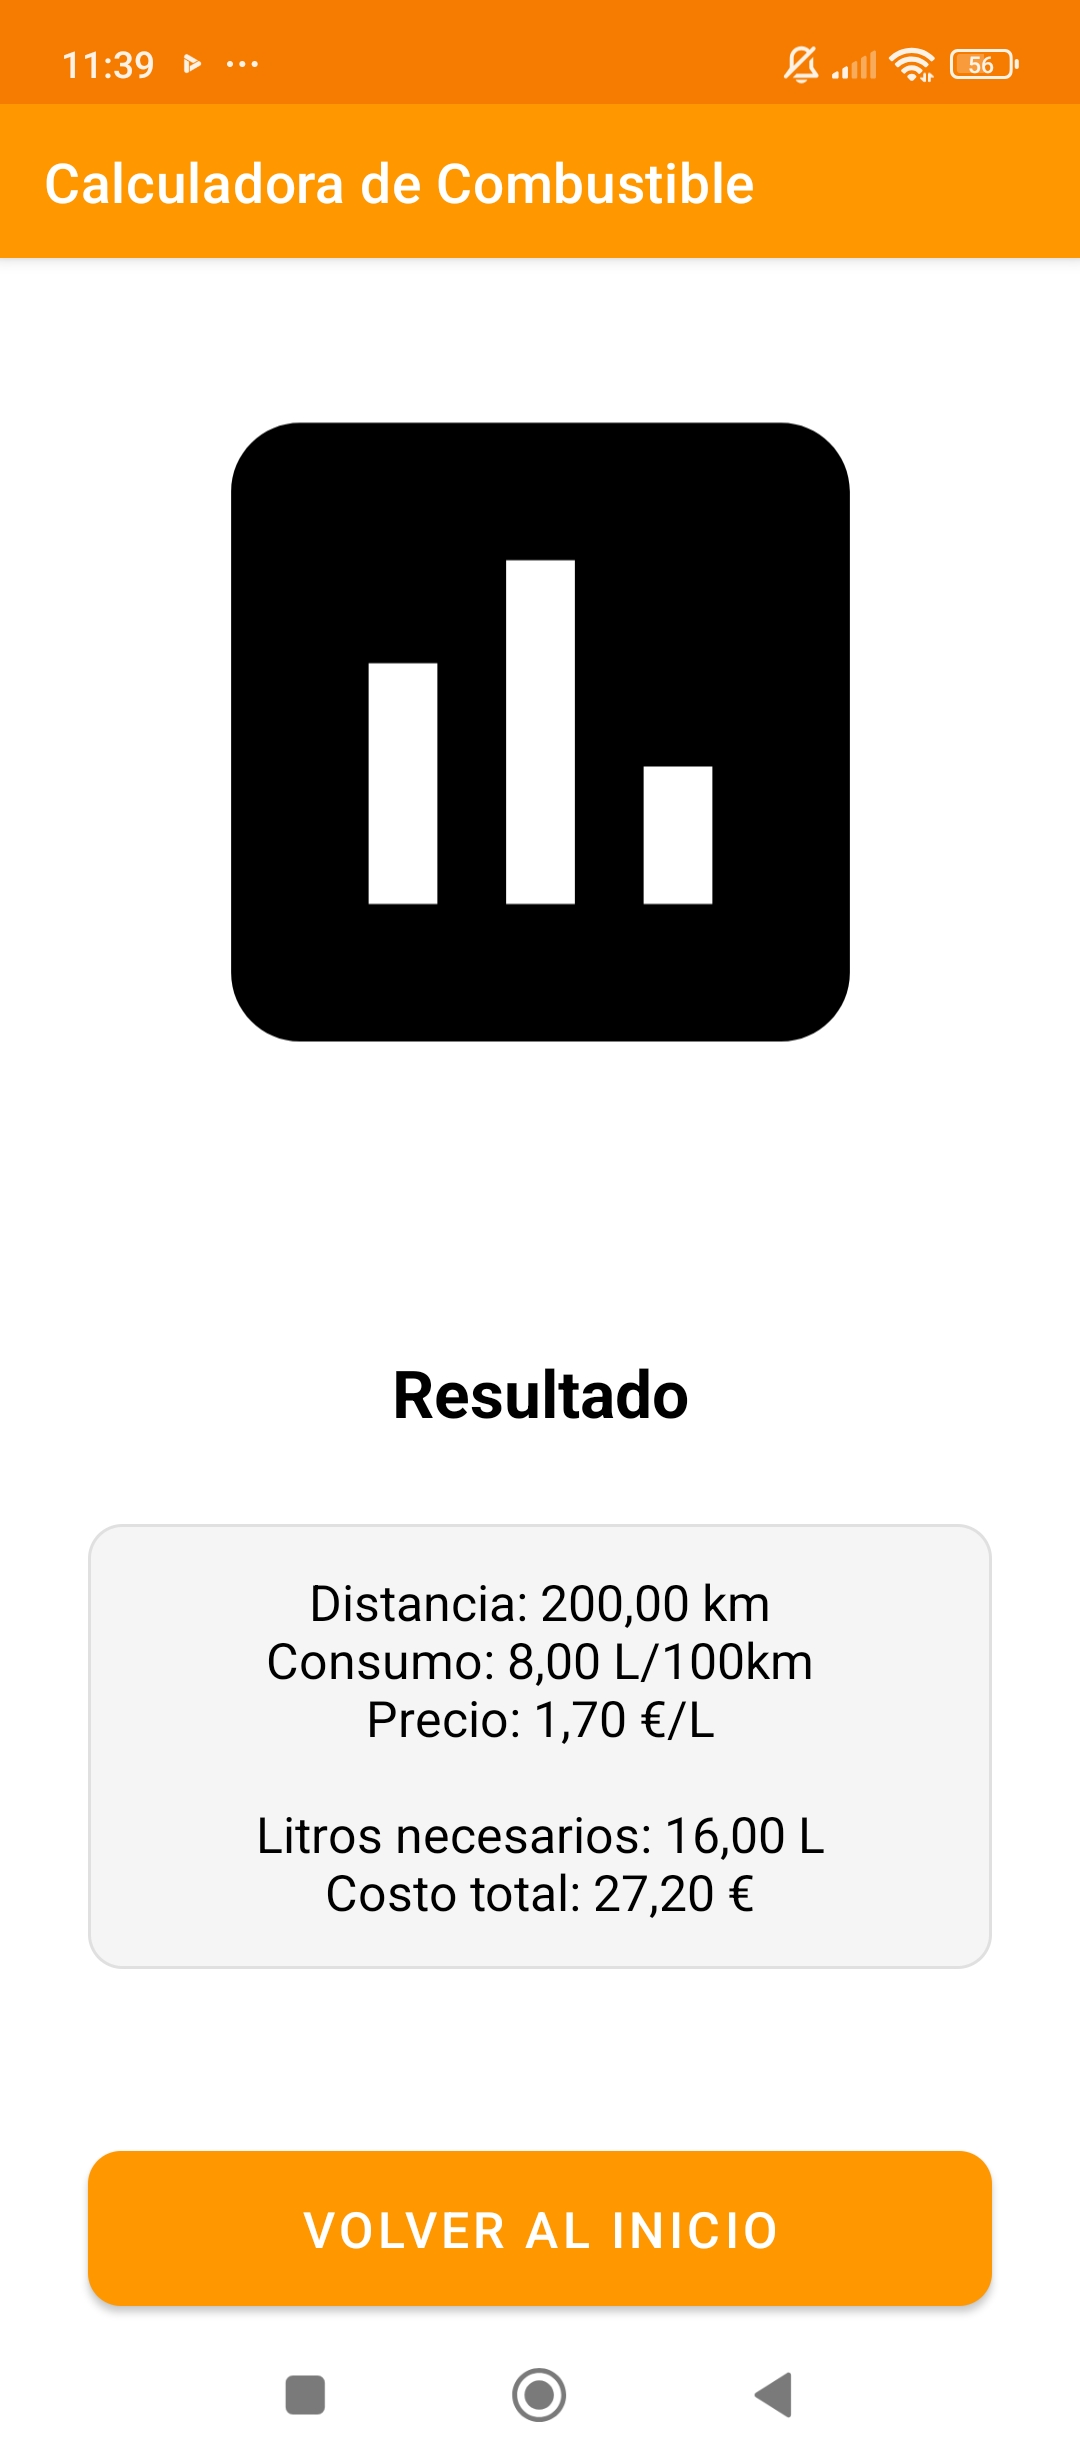 11:39
56
Calculadora de Combustible
Resultado
Distancia: 200,00 km
Consumo: 8,00 L/100km
Precio: 1,70 €/L
Litros necesarios: 16,00 L
Costo total: 27,20 €
VOLVER AL INICIO